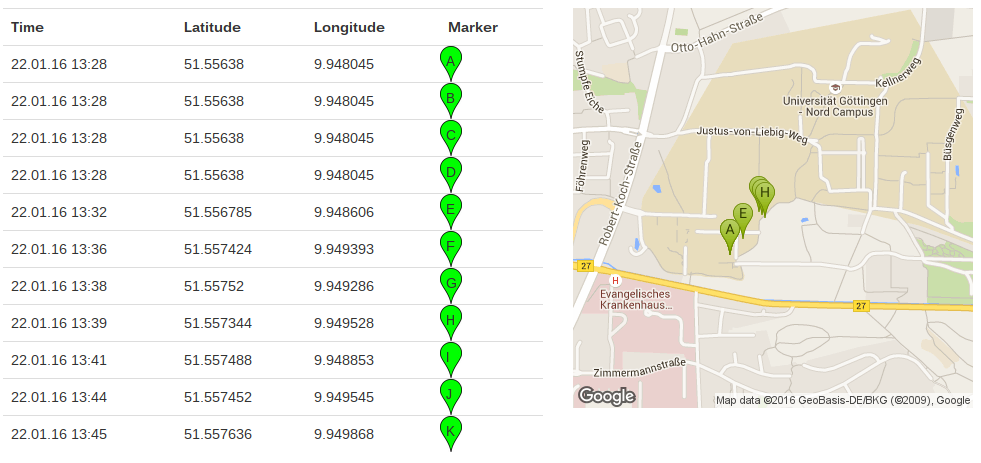 Time Latitude Longitude Marker
22.01.16 13:28 51.55638 9.948045 A
22.01.16 13:28 51.55638 9.948045 B
22.01.16 13:28 51.55638 9.948045 C
22.01.16 13:28 51.55638 9.948045 D
22.01.16 13:32 51.556785 9.948606 E
22.01.16 13:36 51.557424 9.949393 F
22.01.16 13:38 51.55752 9.949286 G
22.01.16 13:39 51.557344 9.949528 H
22.01.16 13:41 51.557488 9.948853 I
22.01.16 13:44 51.557452 9.949545 J
22.01.16 13:45 51.557636 9.949868 K
Otto-Hahn-Straße
Stumpfe Eiche
Kellnerweg
Universität Göttingen
- Nord Campus
Justus-von-Liebig-Weg
Büsgenweg
Föhrenweg
Robert-Koch-Straße
H
E
A
27
H
Evangelisches
Krankenhaus...
27
Zimmermannstraße
Google
Map data ©2016 GeoBasis-DE/BKG (©2009), Google